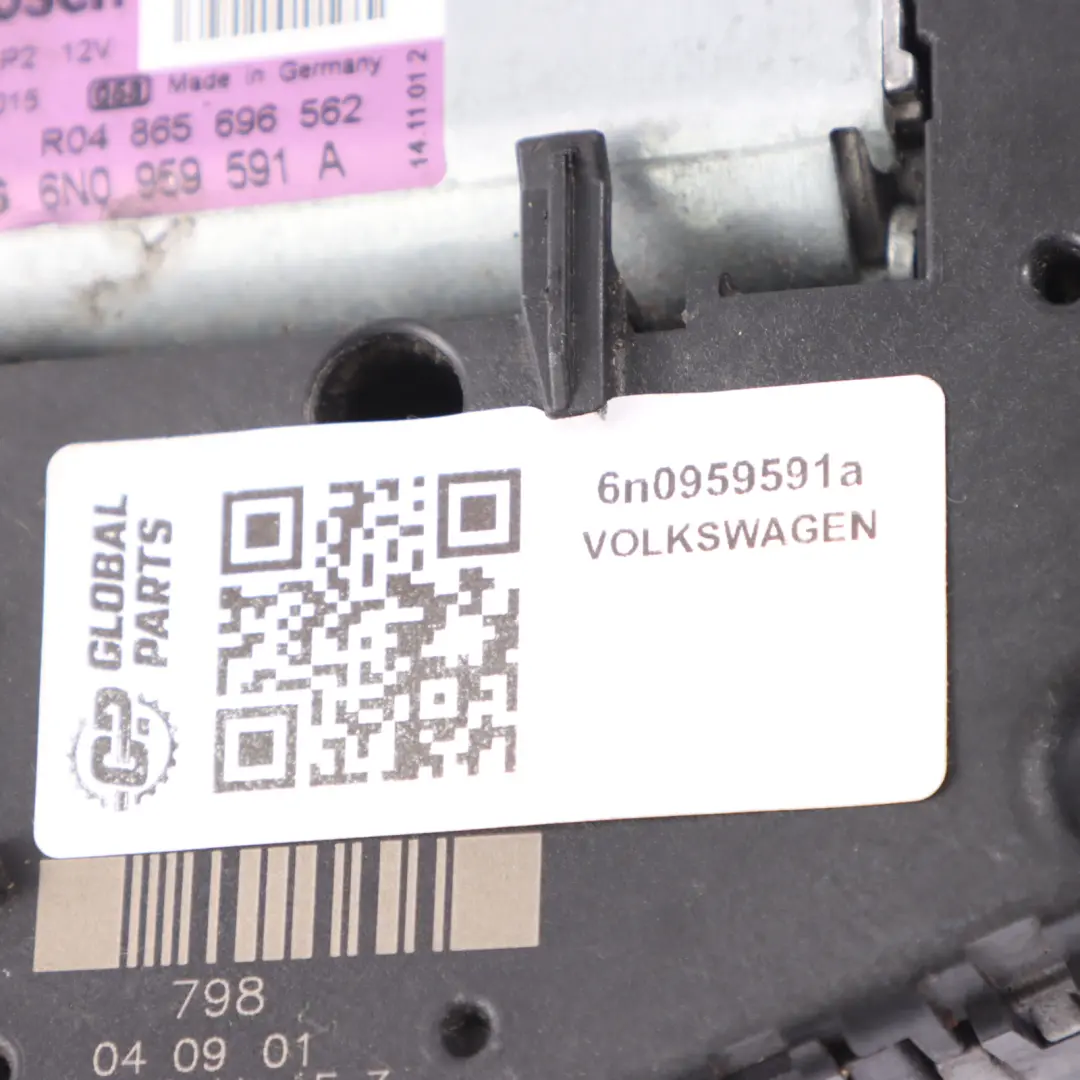 P2 12V
015 Made in Germany
R04 865 696 562
6N0 959 591 A
14.11.01 2
GLOBAL
PARTS
6n0959591a
VOLKSWAGEN
798
04 09 01